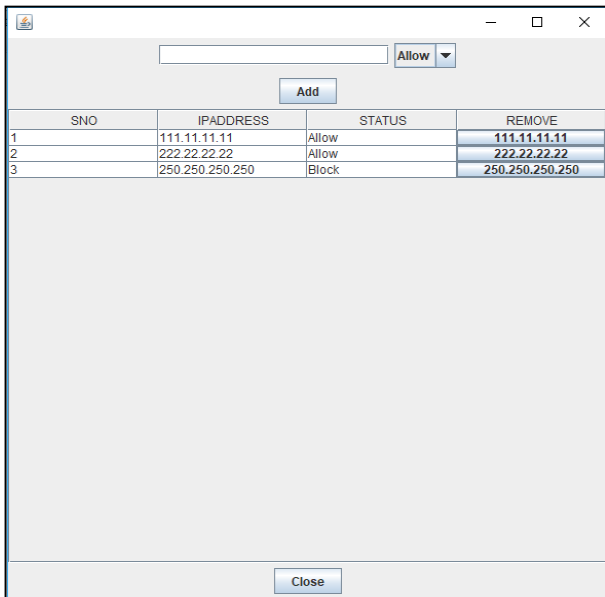 Allow
Add
SNO IPADDRESS STATUS REMOVE
1 111.11.11.11 Allow 111.11.11.11
2 222.22.22.22 Allow 222.22.22.22
3 250.250.250.250 Block 250.250.250.250
Close